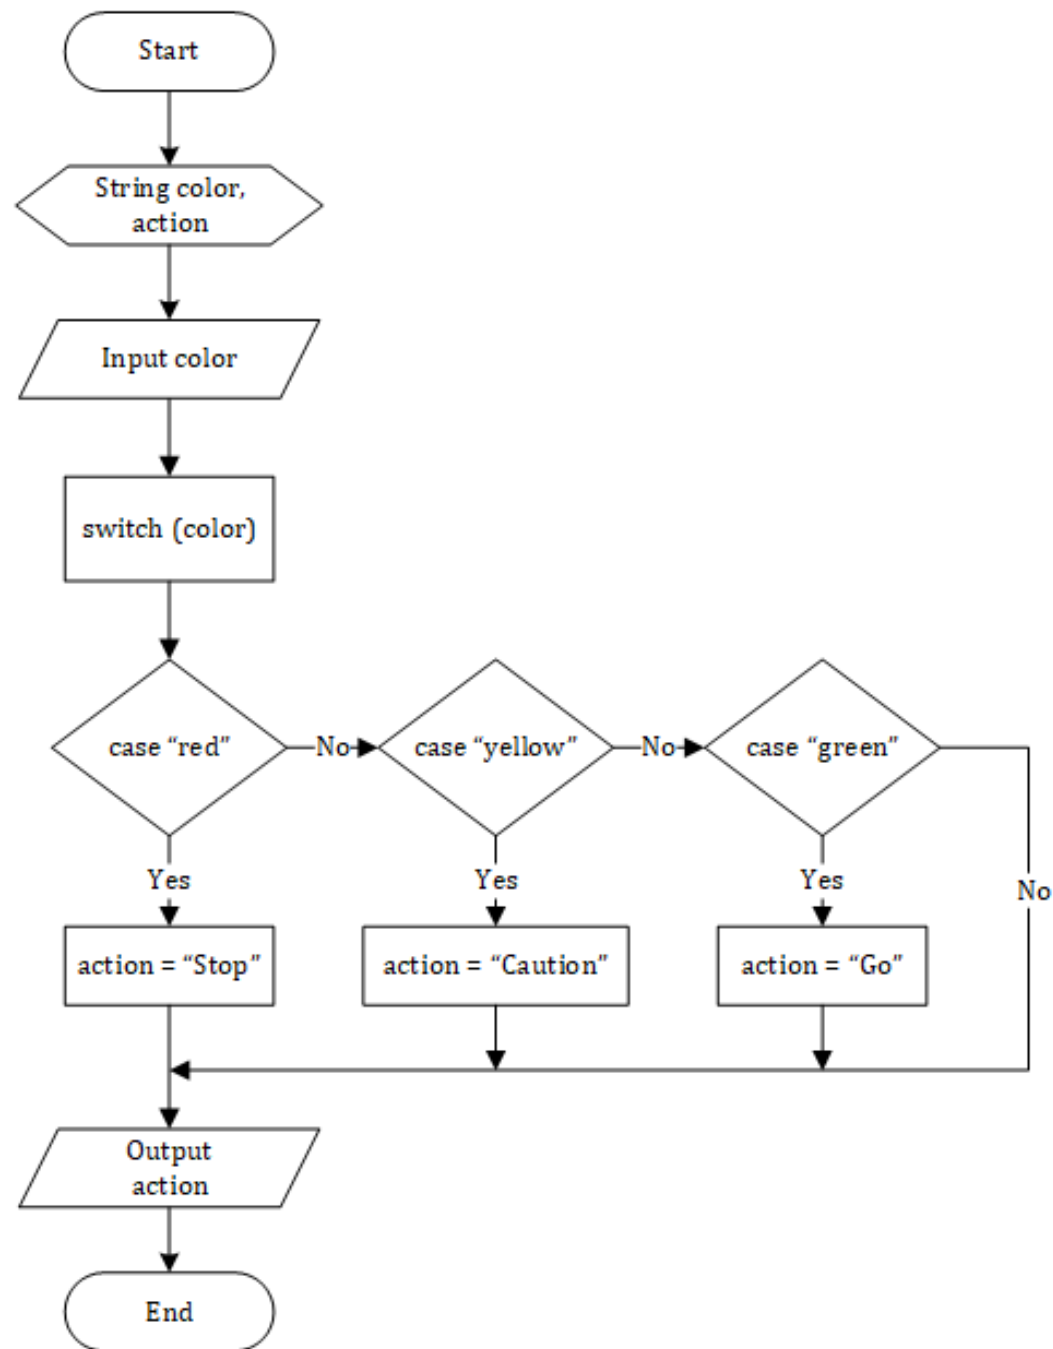 Start
String color,
action
Input color
switch (color)
case “red”
No
case “yellow”
No
case “green”
Yes
Yes
Yes
No
action = “Stop”
action = “Caution”
action = “Go”
Output
action
End